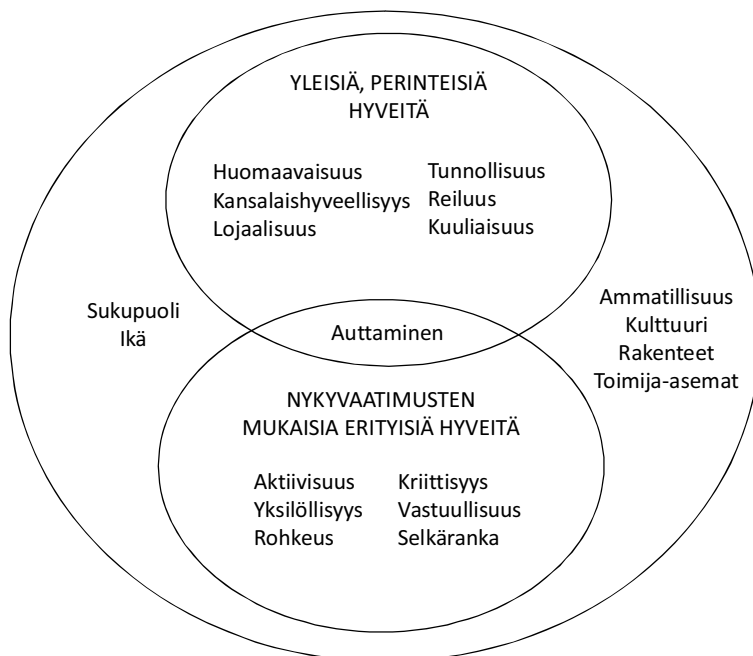 YLEISIÄ, PERINTEISIÄ
HYVEITÄ
Huomaavaisuus
Kansalaishyveellisyys
Lojaalisuus
Tunnollisuus
Reiluus
Kuuliaisuus
Sukupuoli
Ikä
Auttaminen
Ammatillisuus
Kulttuuri
Rakenteet
Toimija-asemat
NYKYVAATIMUSTEN
MUKAISIA ERITYISIÄ HYVEITÄ
Aktiivisuus
Yksilöllisyys
Rohkeus
Kriittisyys
Vastuullisuus
Selkäranka